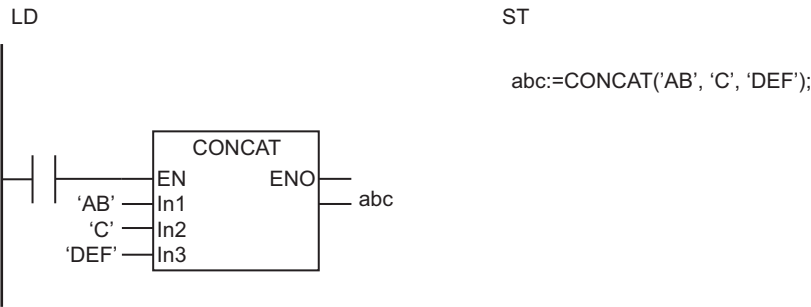 LD
ST
abc:=CONCAT('AB', ‘C’, ‘DEF’);
CONCAT
EN ENO
‘AB’ In1 abc
‘C’ In2
‘DEF’ In3